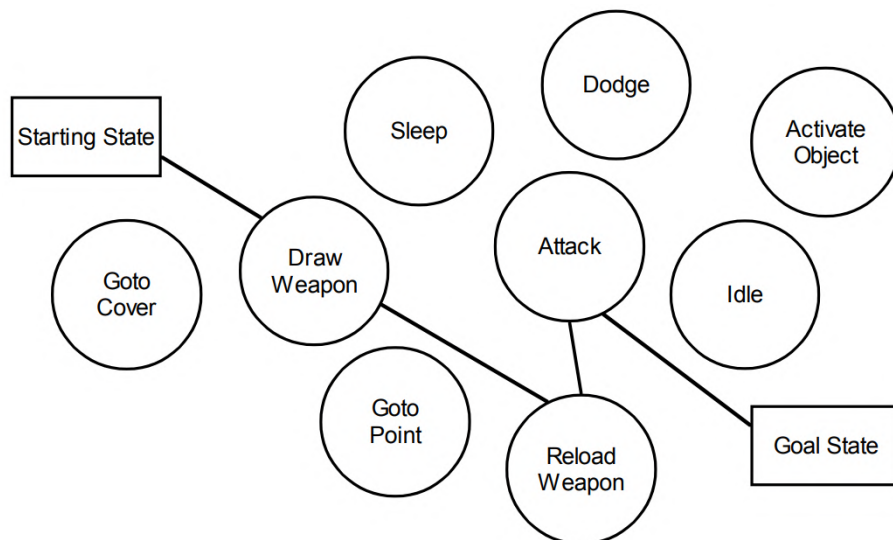 Starting State
Sleep
Dodge
Activate
Object
Goto
Cover
Draw
Weapon
Attack
Idle
Goto
Point
Reload
Weapon
Goal State